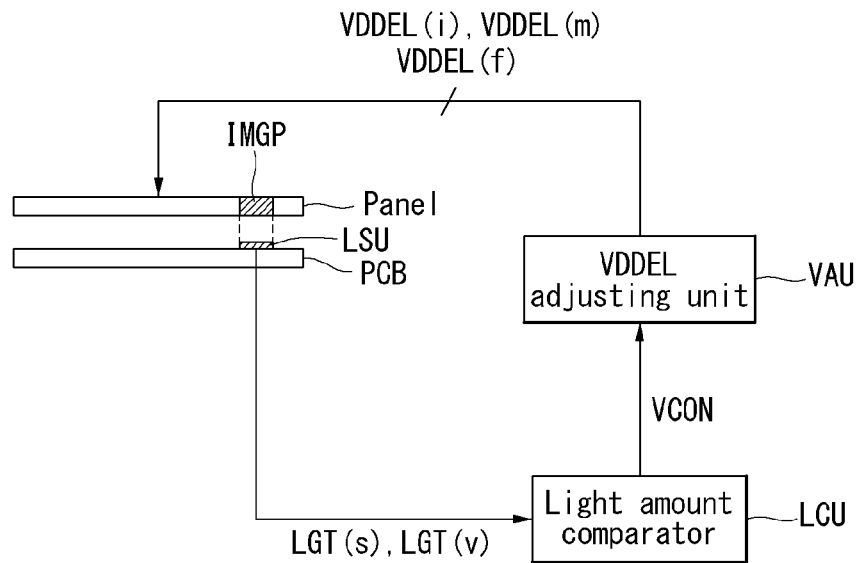 VDDEL(i), VDDEL(m)
VDDEL(f)
IMGP
Panel
LSU
PCB
VDDEL
adjusting unit
VAU
VCON
Light amount
comparator
LCU
LGT(s), LGT(v)